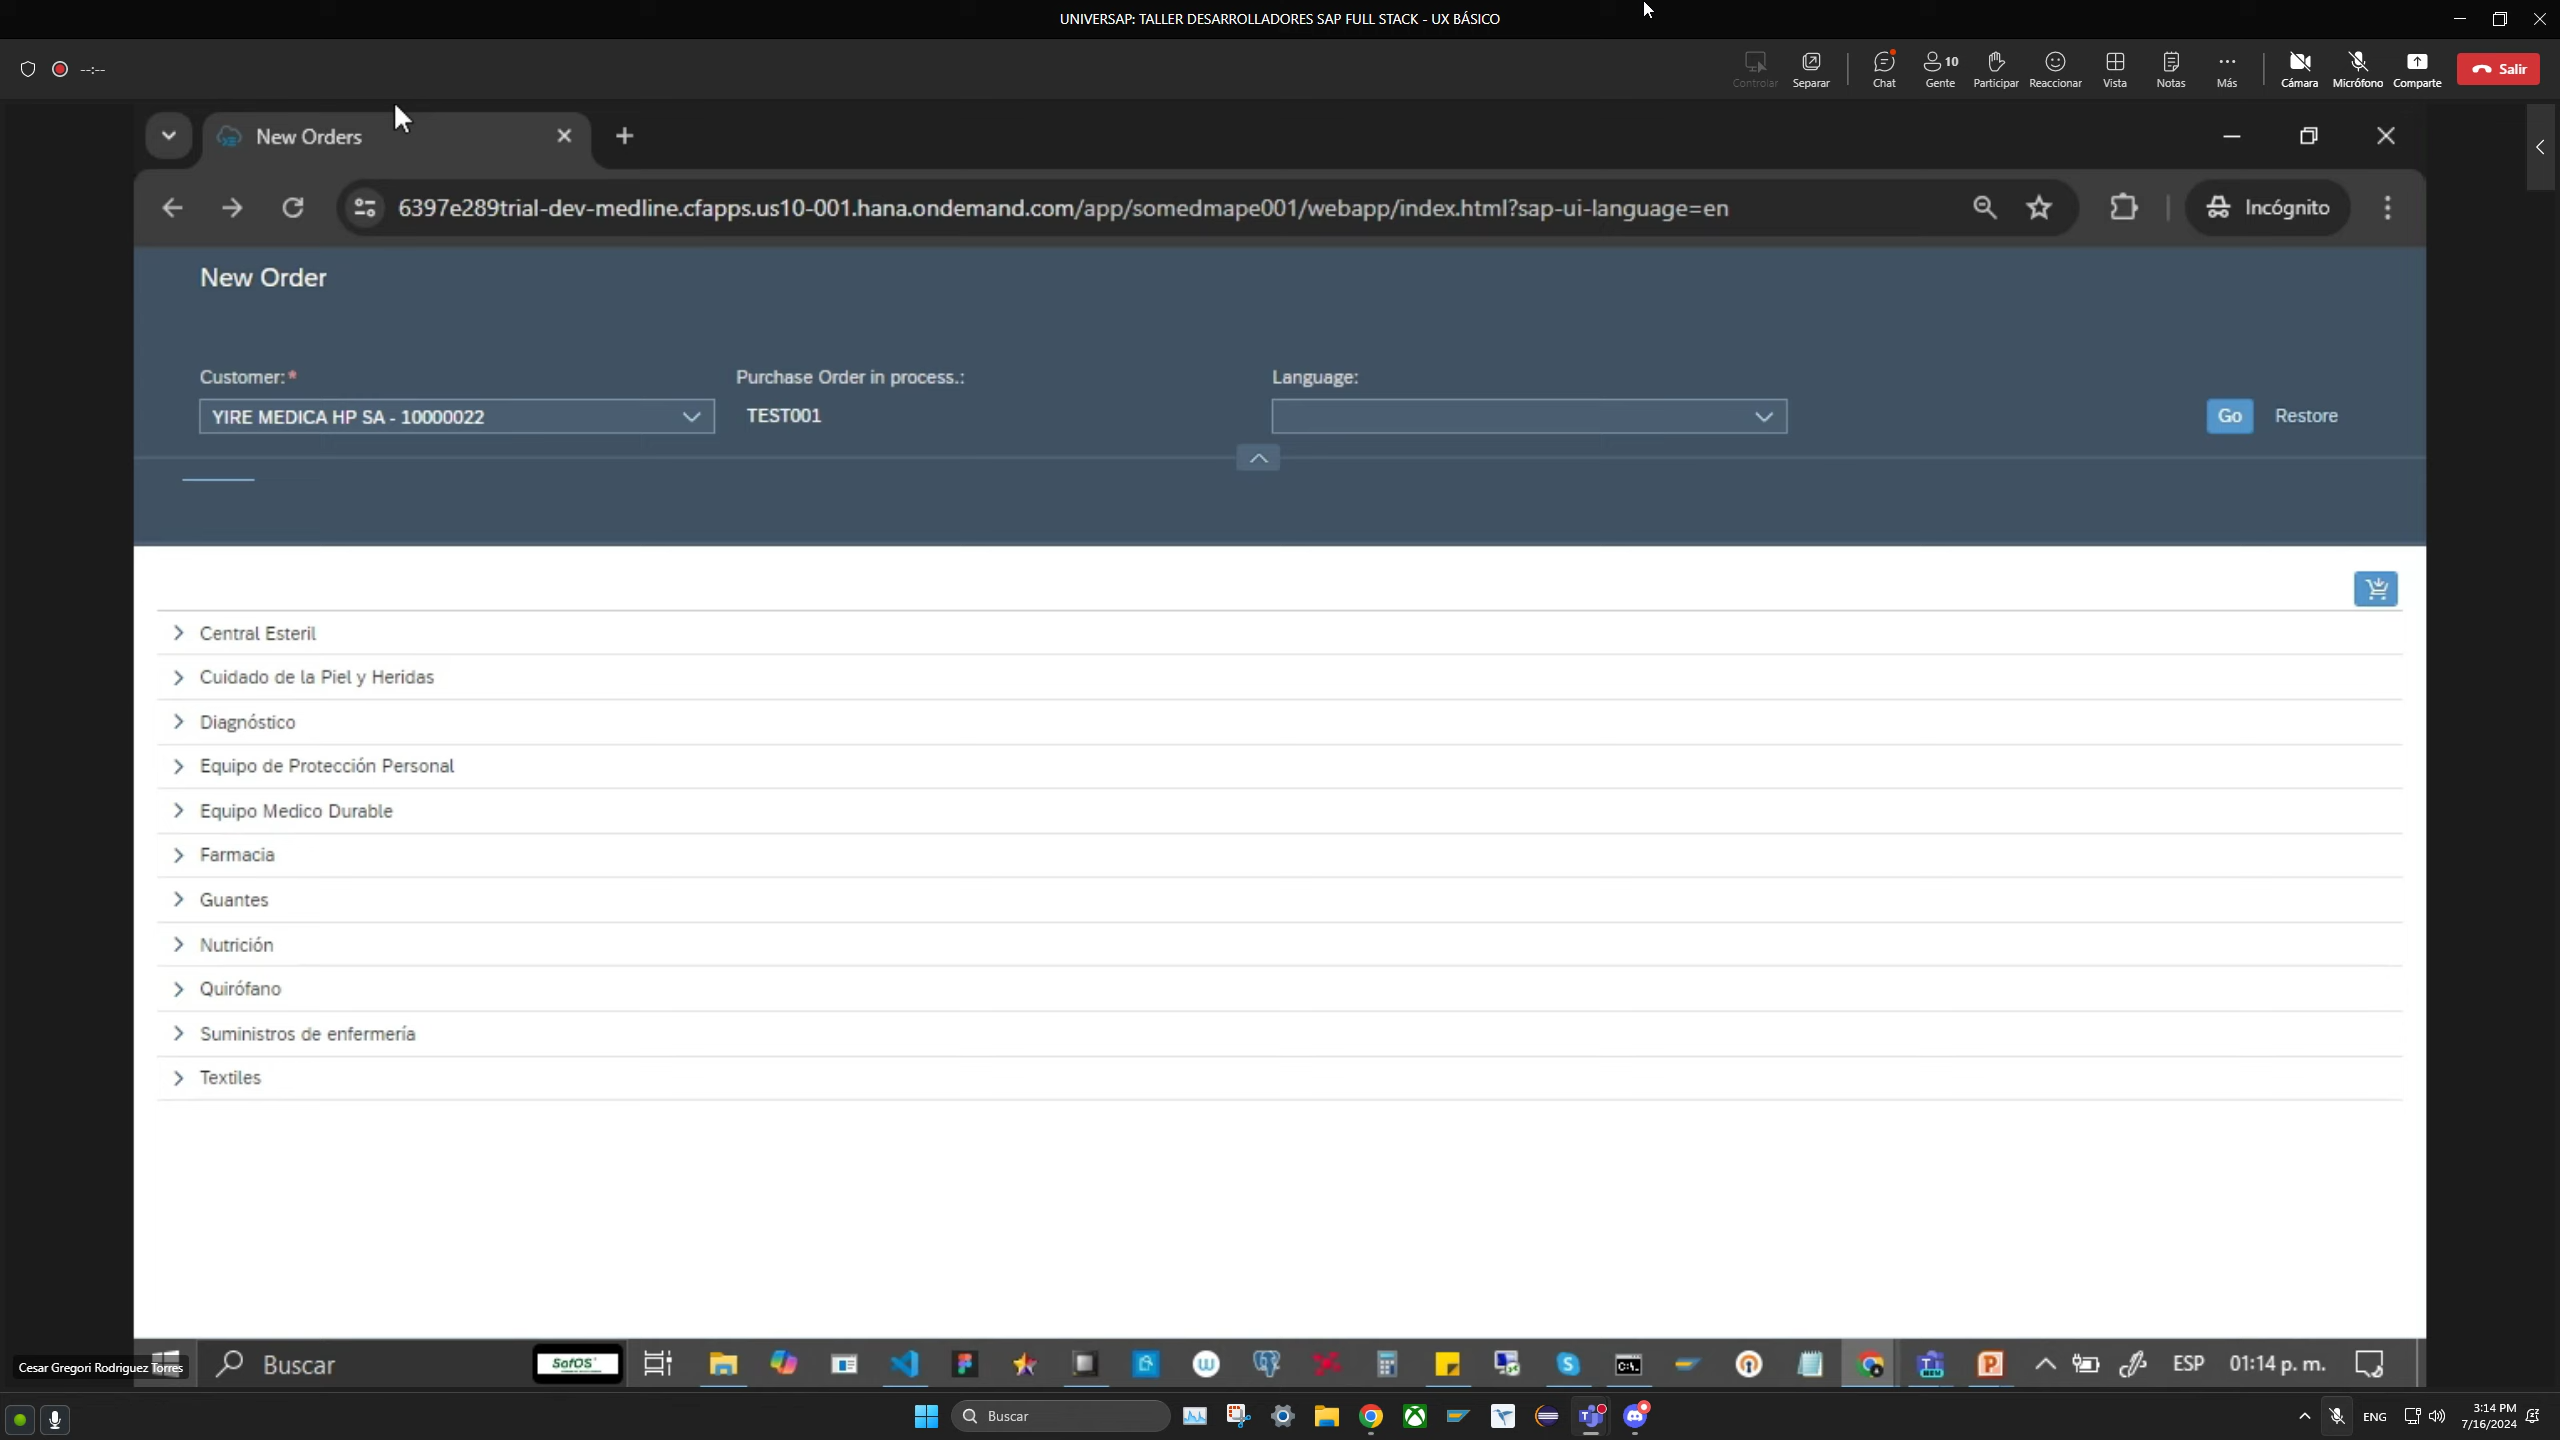 UNIVERSAP: TALLER DESARROLLADORES SAP FULL STACK - UX BÁSICO
--:--
Controlar
Separar
Chat
10
Gente
Participar
Reaccionar
Vista
Notas
Más
Cámara
Micrófono
Comparte
Salir
New Orders
6397e289trial-dev-medline.cfapps.us10-001.hana.ondemand.com/app/somedmape001/webapp/index.html?sap-ui-language=en
Incógnito
New Order
Customer:*
Purchase Order in process.:
Language:
YIRE MEDICA HP SA - 10000022
TEST001
Go
Restore
Central Esteril
Cuidado de la Piel y Heridas
Diagnóstico
Equipo de Protección Personal
Equipo Medico Durable
Farmacia
Guantes
Nutrición
Quirófano
Suministros de enfermería
Textiles
Cesar Gregori Rodriguez Torres
Buscar
SofOS
ESP
01:14 p. m.
Buscar
ENG
3:14 PM
7/16/2024